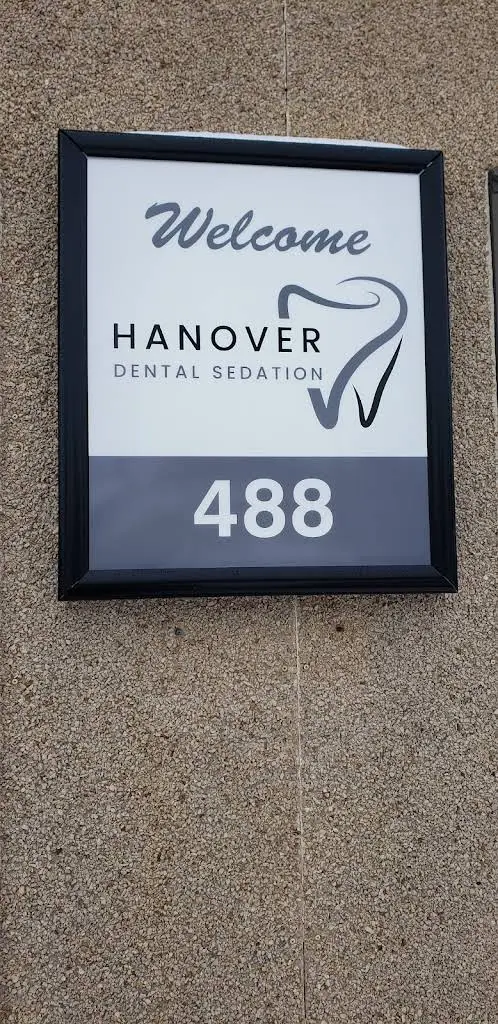 Welcome
HANOVER
DENTAL SEDATION
488